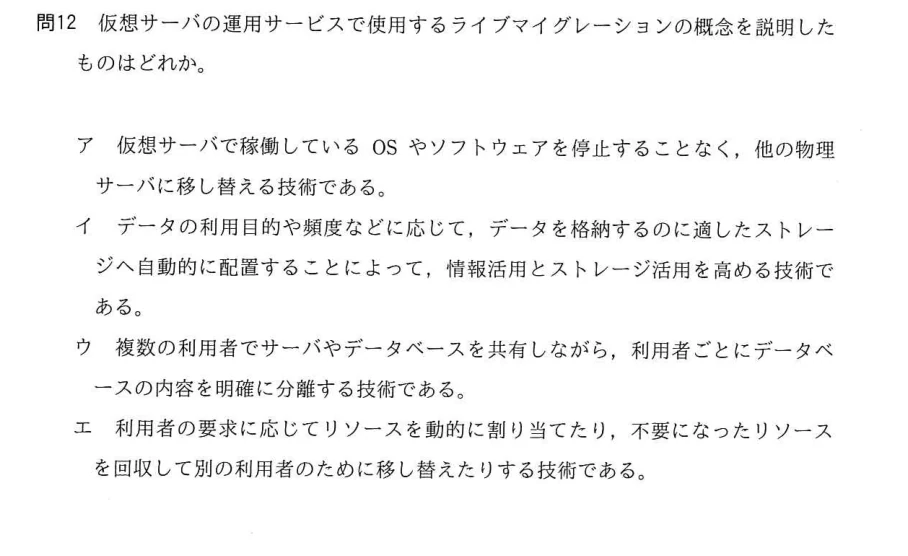 問12　仮想サーバの運用サービスで使用するライブマイグレーションの概念を説明した
ものはどれか。
ア　仮想サーバで稼働している OS やソフトウェアを停止することなく，他の物理
サーバに移し替える技術である。
イ　データの利用目的や頻度などに応じて，データを格納するのに適したストレー
ジへ自動的に配置することによって，情報活用とストレージ活用を高める技術で
ある。
ウ　複数の利用者でサーバやデータベースを共有しながら，利用者ごとにデータベ
ースの内容を明確に分離する技術である。
エ　利用者の要求に応じてリソースを動的に割り当てたり，不要になったリソース
を回収して別の利用者のために移し替えたりする技術である。